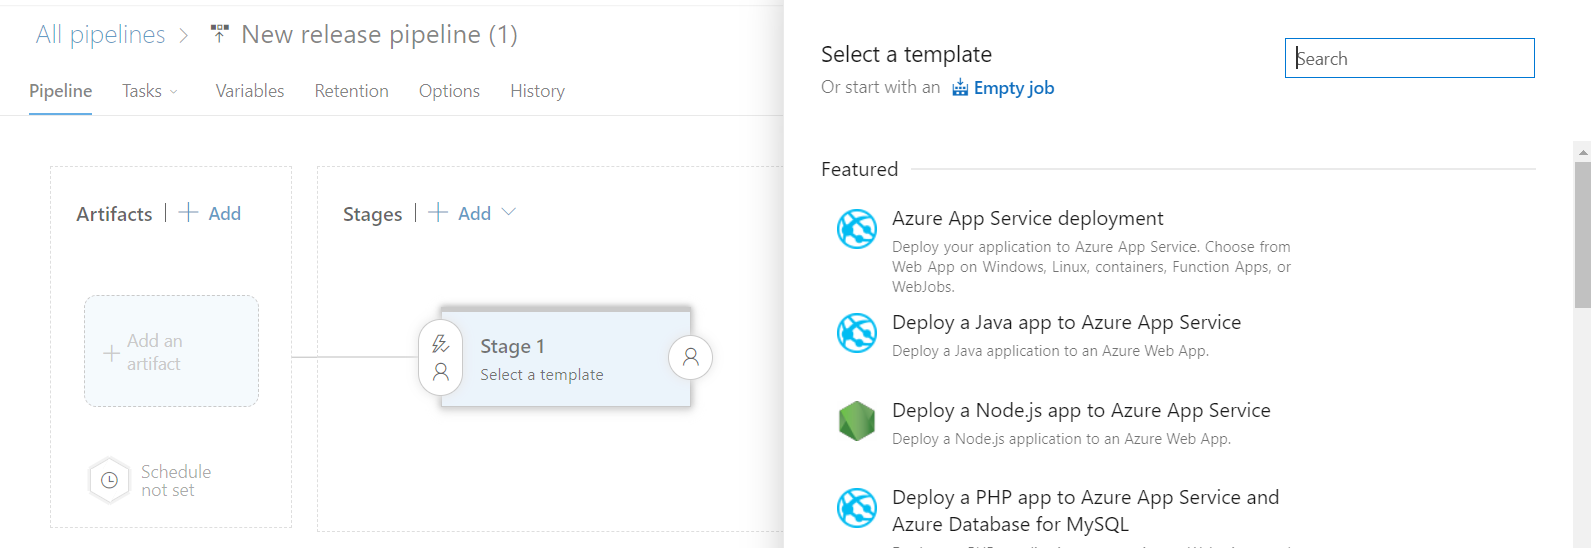 All pipelines > New release pipeline (1)
Pipeline Tasks Variables Retention Options History
Artifacts | + Add
Add an
artifact
Schedule
not set
Stages | + Add
Stage 1
Select a template
Select a template
Or start with an Empty job
Search
Featured
Azure App Service deployment
Deploy your application to Azure App Service. Choose from
Web App on Windows, Linux, containers, Function Apps, or
WebJobs.
Deploy a Java app to Azure App Service
Deploy a Java application to an Azure Web App.
Deploy a Node.js app to Azure App Service
Deploy a Node.js application to an Azure Web App.
Deploy a PHP app to Azure App Service and
Azure Database for MySQL